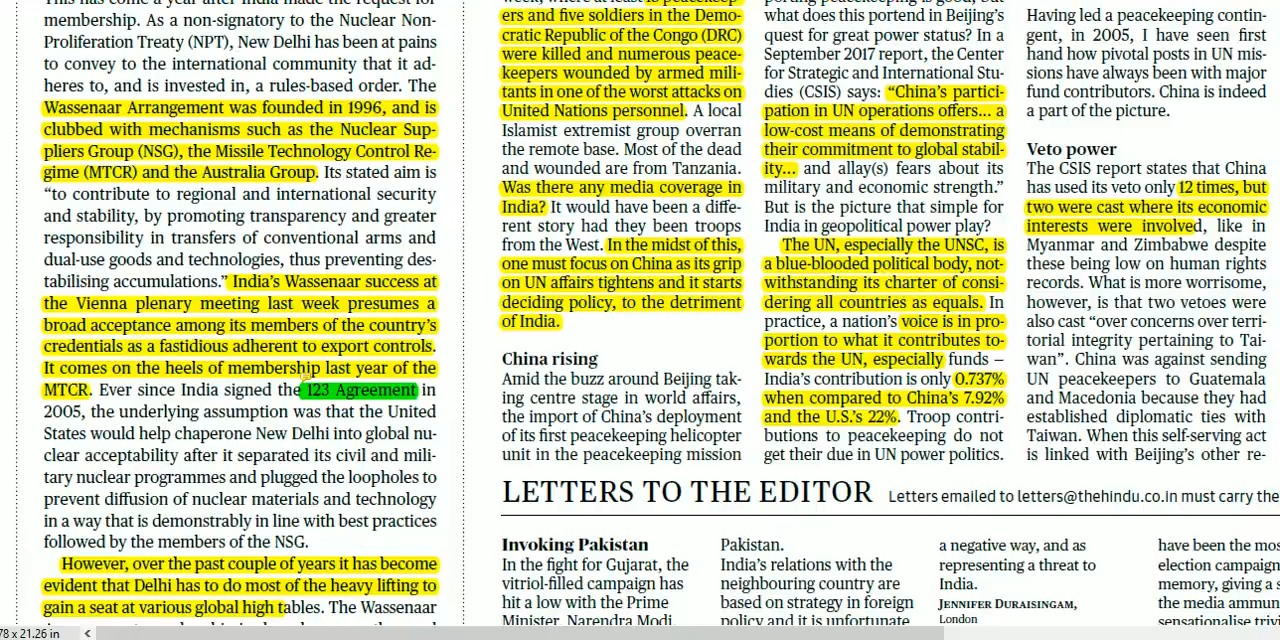 This has come a year after India made the request for
membership. As a non-signatory to the Nuclear Non-
Proliferation Treaty (NPT), New Delhi has been at pains
to convey to the international community that it ad-
heres to, and is invested in, a rules-based order. The
Wassenaar Arrangement was founded in 1996, and is
clubbed with mechanisms such as the Nuclear Sup-
pliers Group (NSG), the Missile Technology Control Re-
gime (MTCR) and the Australia Group. Its stated aim is
“to contribute to regional and international security
and stability, by promoting transparency and greater
responsibility in transfers of conventional arms and
dual-use goods and technologies, thus preventing des-
tabilising accumulations.” India’s Wassenaar success at
the Vienna plenary meeting last week presumes a
broad acceptance among its members of the country’s
credentials as a fastidious adherent to export controls.
It comes on the heels of membership last year of the
MTCR. Ever since India signed the 123 Agreement in
2005, the underlying assumption was that the United
States would help chaperone New Delhi into global nu-
clear acceptability after it separated its civil and mili-
tary nuclear programmes and plugged the loopholes to
prevent diffusion of nuclear materials and technology
in a way that is demonstrably in line with best practices
followed by the members of the NSG.
However, over the past couple of years it has become
evident that Delhi has to do most of the heavy lifting to
gain a seat at various global high tables. The Wassenaar
week, where at least 15 peacekeep-
ers and five soldiers in the Demo-
cratic Republic of the Congo (DRC)
were killed and numerous peace-
keepers wounded by armed mili-
tants in one of the worst attacks on
United Nations personnel. A local
Islamist extremist group overran
the remote base. Most of the dead
and wounded are from Tanzania.
Was there any media coverage in
India? It would have been a diffe-
rent story had they been troops
from the West. In the midst of this,
one must focus on China as its grip
on UN affairs tightens and it starts
deciding policy, to the detriment
of India.
China rising
Amid the buzz around Beijing tak-
ing centre stage in world affairs,
the import of China’s deployment
of its first peacekeeping helicopter
unit in the peacekeeping mission
porting peacekeeping is good, but
what does this portend in Beijing’s
quest for great power status? In a
September 2017 report, the Center
for Strategic and International Stu-
dies (CSIS) says: “China’s partici-
pation in UN operations offers... a
low-cost means of demonstrating
their commitment to global stabil-
ity... and allay(s) fears about its
military and economic strength.”
But is the picture that simple for
India in geopolitical power play?
The UN, especially the UNSC, is
a blue-blooded political body, not-
withstanding its charter of consi-
dering all countries as equals. In
practice, a nation’s voice is in pro-
portion to what it contributes to-
wards the UN, especially funds –
India’s contribution is only 0.737%
when compared to China’s 7.92%
and the U.S.’s 22%. Troop contri-
butions to peacekeeping do not
get their due in UN power politics.
Having led a peacekeeping contin-
gent, in 2005, I have seen first
hand how pivotal posts in UN mis-
sions have always been with major
fund contributors. China is indeed
a part of the picture.
Veto power
The CSIS report states that China
has used its veto only 12 times, but
two were cast where its economic
interests were involved, like in
Myanmar and Zimbabwe despite
these being low on human rights
records. What is more worrisome,
however, is that two vetoes were
also cast “over concerns over terri-
torial integrity pertaining to Tai-
wan”. China was against sending
UN peacekeepers to Guatemala
and Macedonia because they had
established diplomatic ties with
Taiwan. When this self-serving act
is linked with Beijing’s other re-
LETTERS TO THE EDITOR Letters emailed to letters@thehindu.co.in must carry the
Invoking Pakistan
In the fight for Gujarat, the
vitriol-filled campaign has
hit a low with the Prime
Minister, Narendra Modi,
Pakistan.
India’s relations with the
neighbouring country are
based on strategy in foreign
policy and it is unfortunate
a negative way, and as
representing a threat to
India.
JENNIFER DURAISINGAM,
London
have been the mos
election campaign
memory, giving a s
the media ammun
sensationalise trivi
78 x 21.26 in